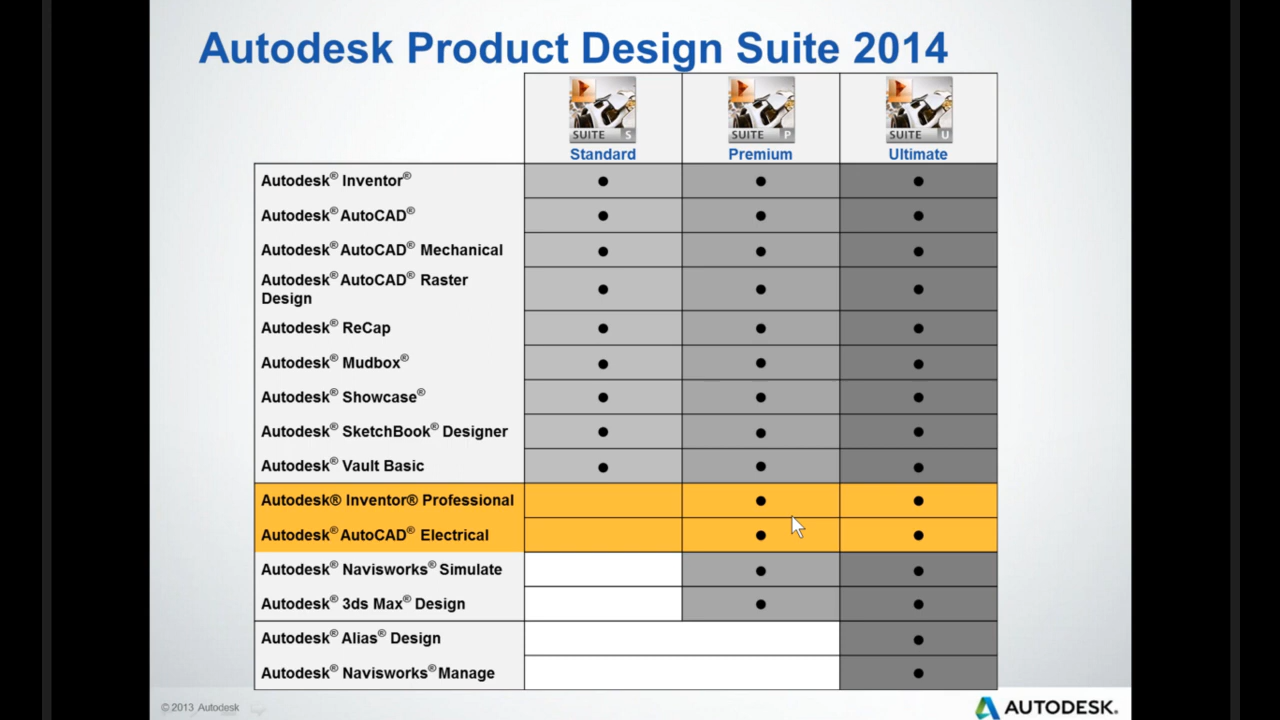 Autodesk Product Design Suite 2014
SUITE S
SUITE P
SUITE U
Standard
Premium
Ultimate
Autodesk® Inventor®
Autodesk® AutoCAD®
Autodesk® AutoCAD® Mechanical
Autodesk® AutoCAD® Raster
Design
Autodesk® ReCap
Autodesk® Mudbox®
Autodesk® Showcase®
Autodesk® SketchBook® Designer
Autodesk® Vault Basic
Autodesk® Inventor® Professional
Autodesk® AutoCAD® Electrical
Autodesk® Navisworks® Simulate
Autodesk® 3ds Max® Design
Autodesk® Alias® Design
Autodesk® Navisworks® Manage
© 2013 Autodesk
AUTODESK.